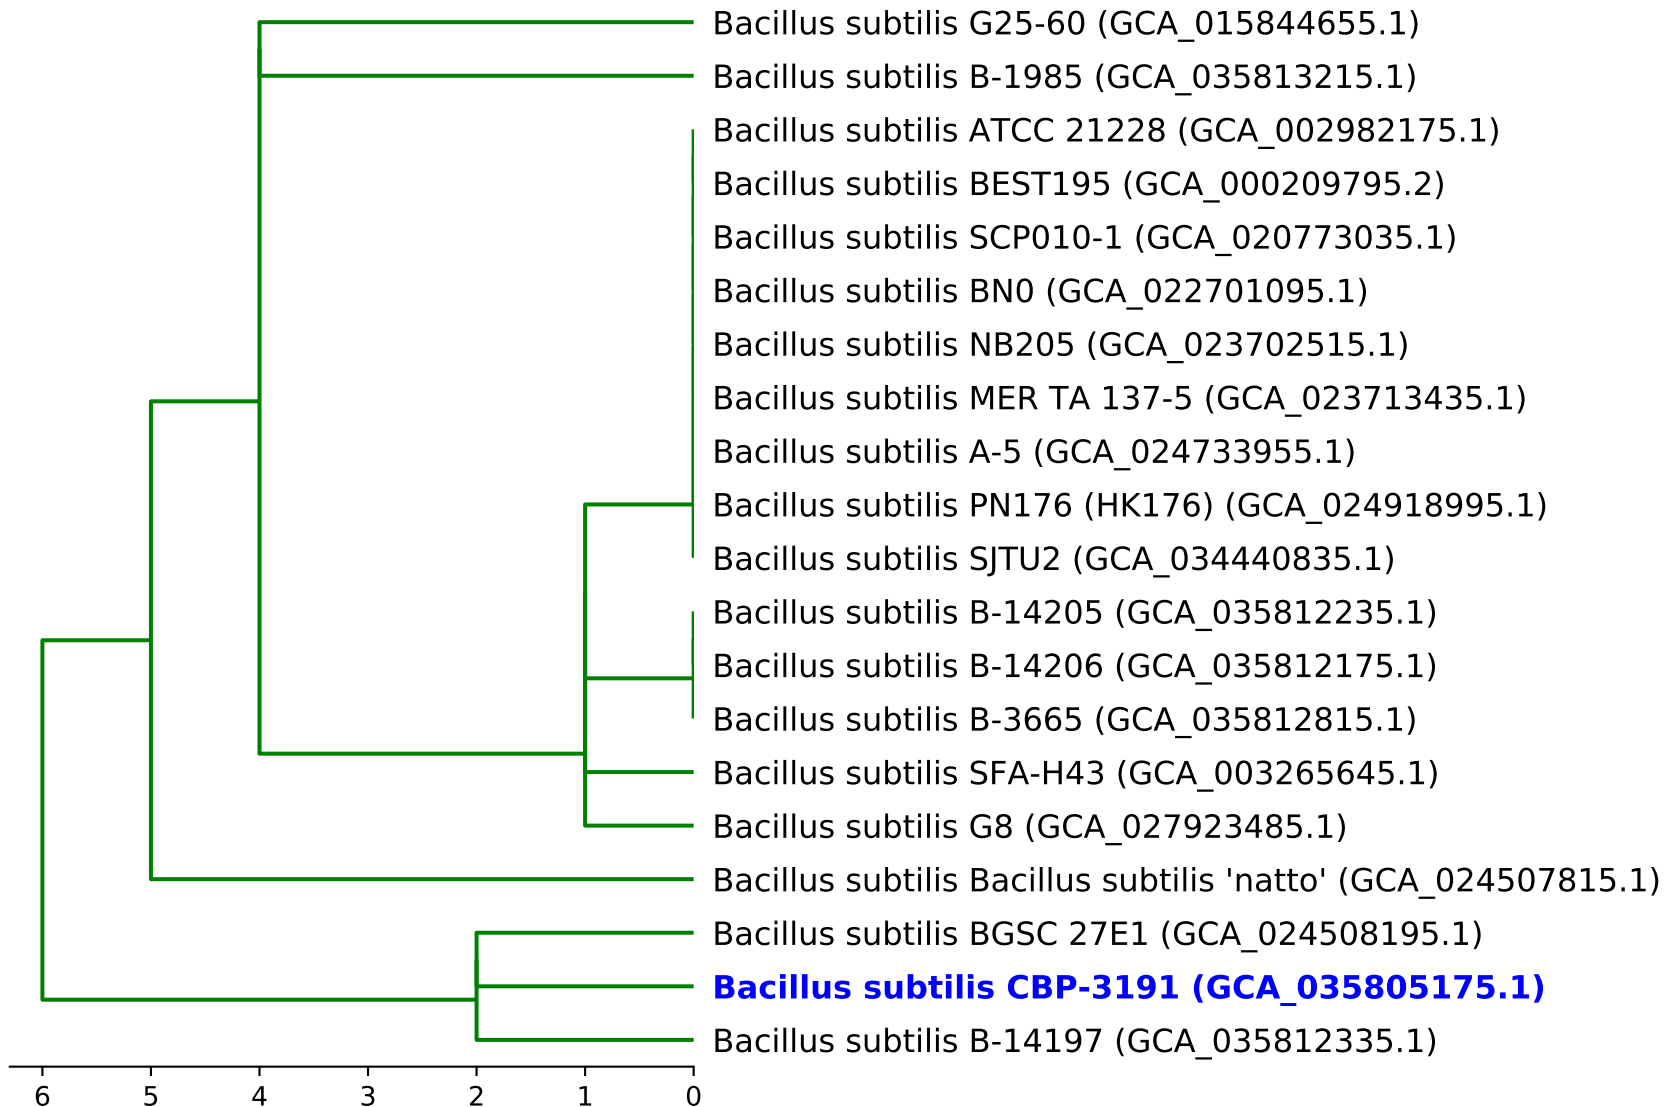 Bacillus subtilis G25-60 (GCA_015844655.1)
Bacillus subtilis B-1985 (GCA_035813215.1)
Bacillus subtilis ATCC 21228 (GCA_002982175.1)
Bacillus subtilis BEST195 (GCA_000209795.2)
Bacillus subtilis SCP010-1 (GCA_020773035.1)
Bacillus subtilis BN0 (GCA_022701095.1)
Bacillus subtilis NB205 (GCA_023702515.1)
Bacillus subtilis MER TA 137-5 (GCA_023713435.1)
Bacillus subtilis A-5 (GCA_024733955.1)
Bacillus subtilis PN176 (HK176) (GCA_024918995.1)
Bacillus subtilis SJTU2 (GCA_034440835.1)
Bacillus subtilis B-14205 (GCA_035812235.1)
Bacillus subtilis B-14206 (GCA_035812175.1)
Bacillus subtilis B-3665 (GCA_035812815.1)
Bacillus subtilis SFA-H43 (GCA_003265645.1)
Bacillus subtilis G8 (GCA_027923485.1)
Bacillus subtilis Bacillus subtilis 'natto' (GCA_024507815.1)
Bacillus subtilis BGSC 27E1 (GCA_024508195.1)
Bacillus subtilis CBP-3191 (GCA_035805175.1)
Bacillus subtilis B-14197 (GCA_035812335.1)
6 5 4 3 2 1 0